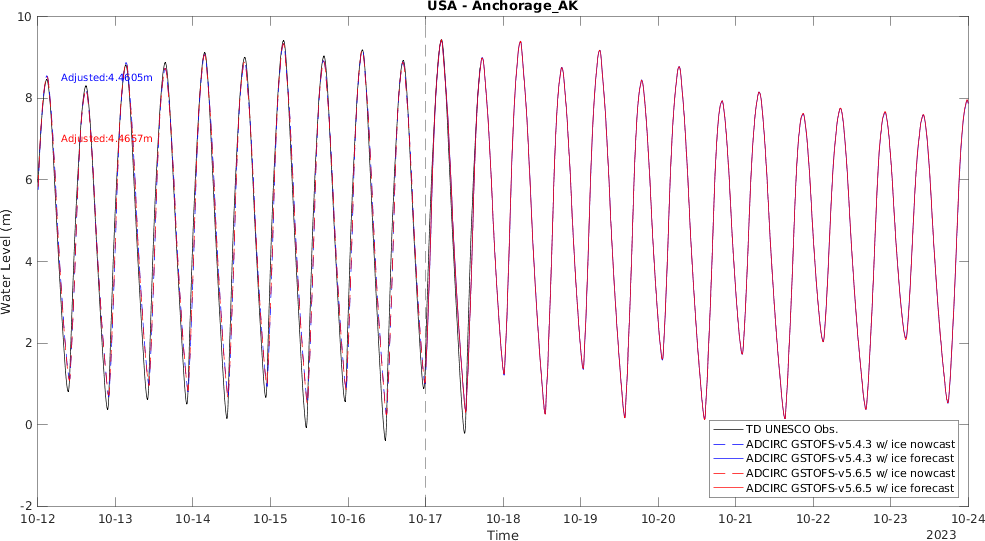 USA - Anchorage_AK
10
8
6
4
2
0
-2
Water Level (m)
Adjusted:4.4605m
Adjusted:4.4667m
TD UNESCO Obs.
ADCIRC GSTOFS-v5.4.3 w/ ice nowcast
ADCIRC GSTOFS-v5.4.3 w/ ice forecast
ADCIRC GSTOFS-v5.6.5 w/ ice nowcast
ADCIRC GSTOFS-v5.6.5 w/ ice forecast
10-12 10-13 10-14 10-15 10-16 10-17 10-18 10-19 10-20 10-21 10-22 10-23 10-24
Time
2023